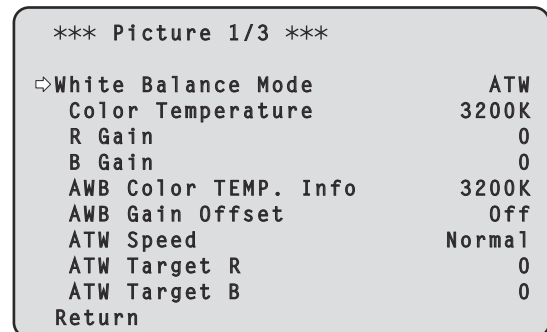 *** Picture 1/3 ***
⇨White Balance Mode ATW
Color Temperature 3200K
R Gain 0
B Gain 0
AWB Color TEMP. Info 3200K
AWB Gain Offset Off
ATW Speed Normal
ATW Target R 0
ATW Target B 0
Return